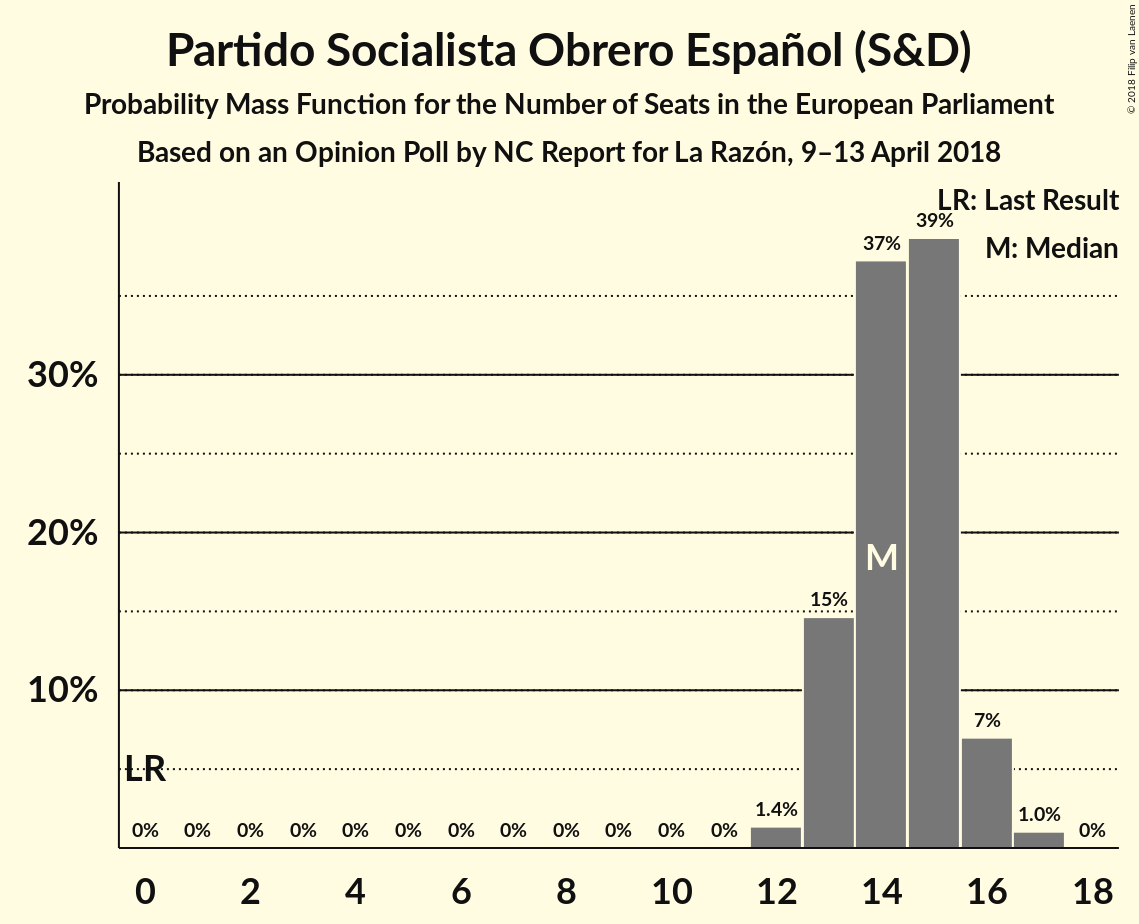 Partido Socialista Obrero Español (S&D)
Probability Mass Function for the Number of Seats in the European Parliament
Based on an Opinion Poll by NC Report for La Razón, 9–13 April 2018
© 2018 Filip van Laenen
LR: Last Result
M: Median
39%
37%
30%
20%
M
15%
10%
7%
LR
1.4%
1.0%
0% 0% 0% 0% 0% 0% 0% 0% 0% 0% 0% 0% 0%
0 2 4 6 8 10 12 14 16 18